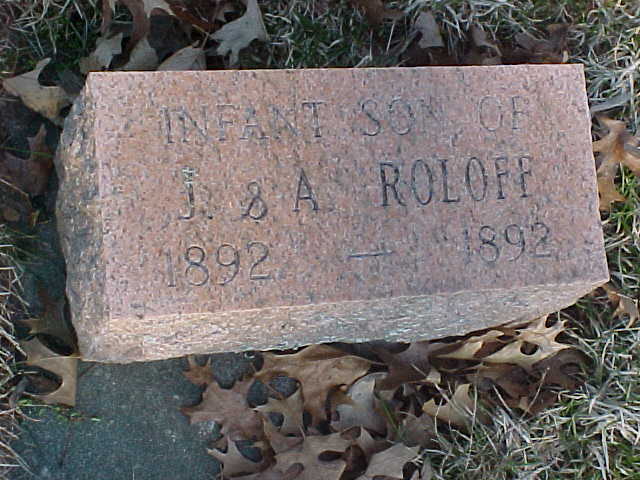 INFANT SON OF
J. & A. ROLOFF
1892 — 1892